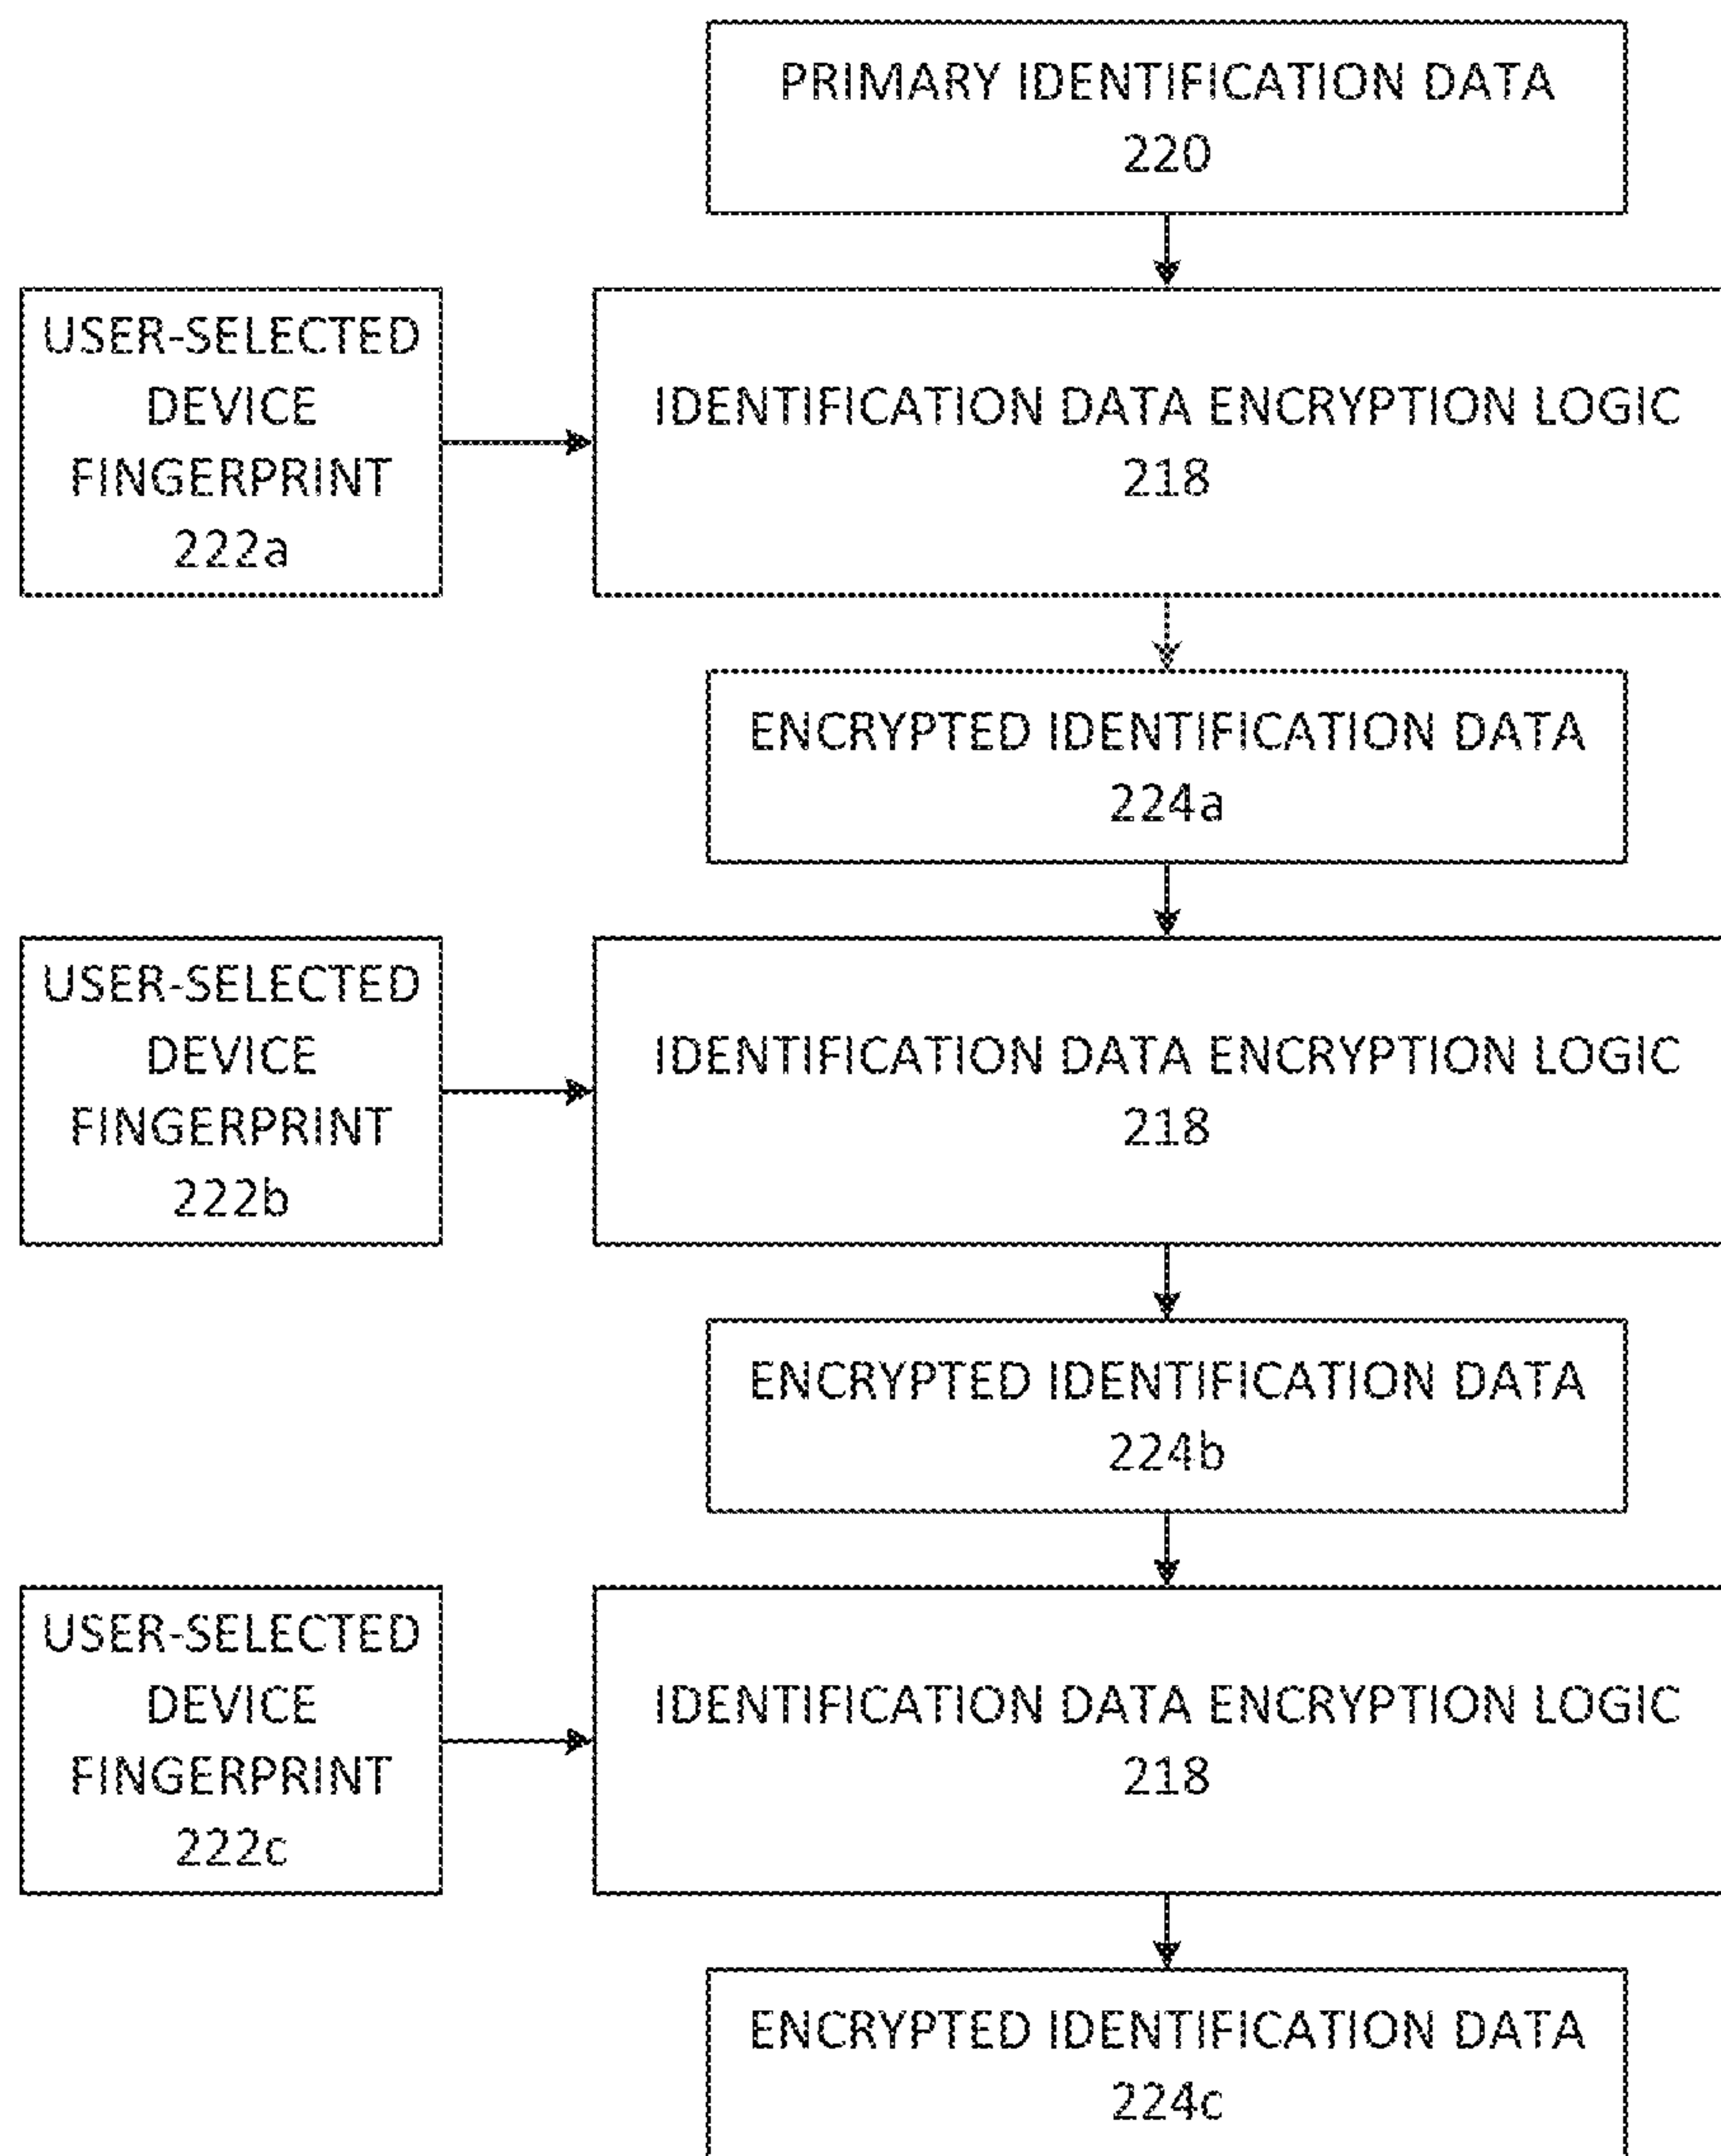 PRIMARY IDENTIFICATION DATA
220
USER-SELECTED
DEVICE
FINGERPRINT
222a
IDENTIFICATION DATA ENCRYPTION LOGIC
218
ENCRYPTED IDENTIFICATION DATA
224a
USER-SELECTED
DEVICE
FINGERPRINT
222b
IDENTIFICATION DATA ENCRYPTION LOGIC
218
ENCRYPTED IDENTIFICATION DATA
224b
USER-SELECTED
DEVICE
FINGERPRINT
222c
IDENTIFICATION DATA ENCRYPTION LOGIC
218
ENCRYPTED IDENTIFICATION DATA
224c